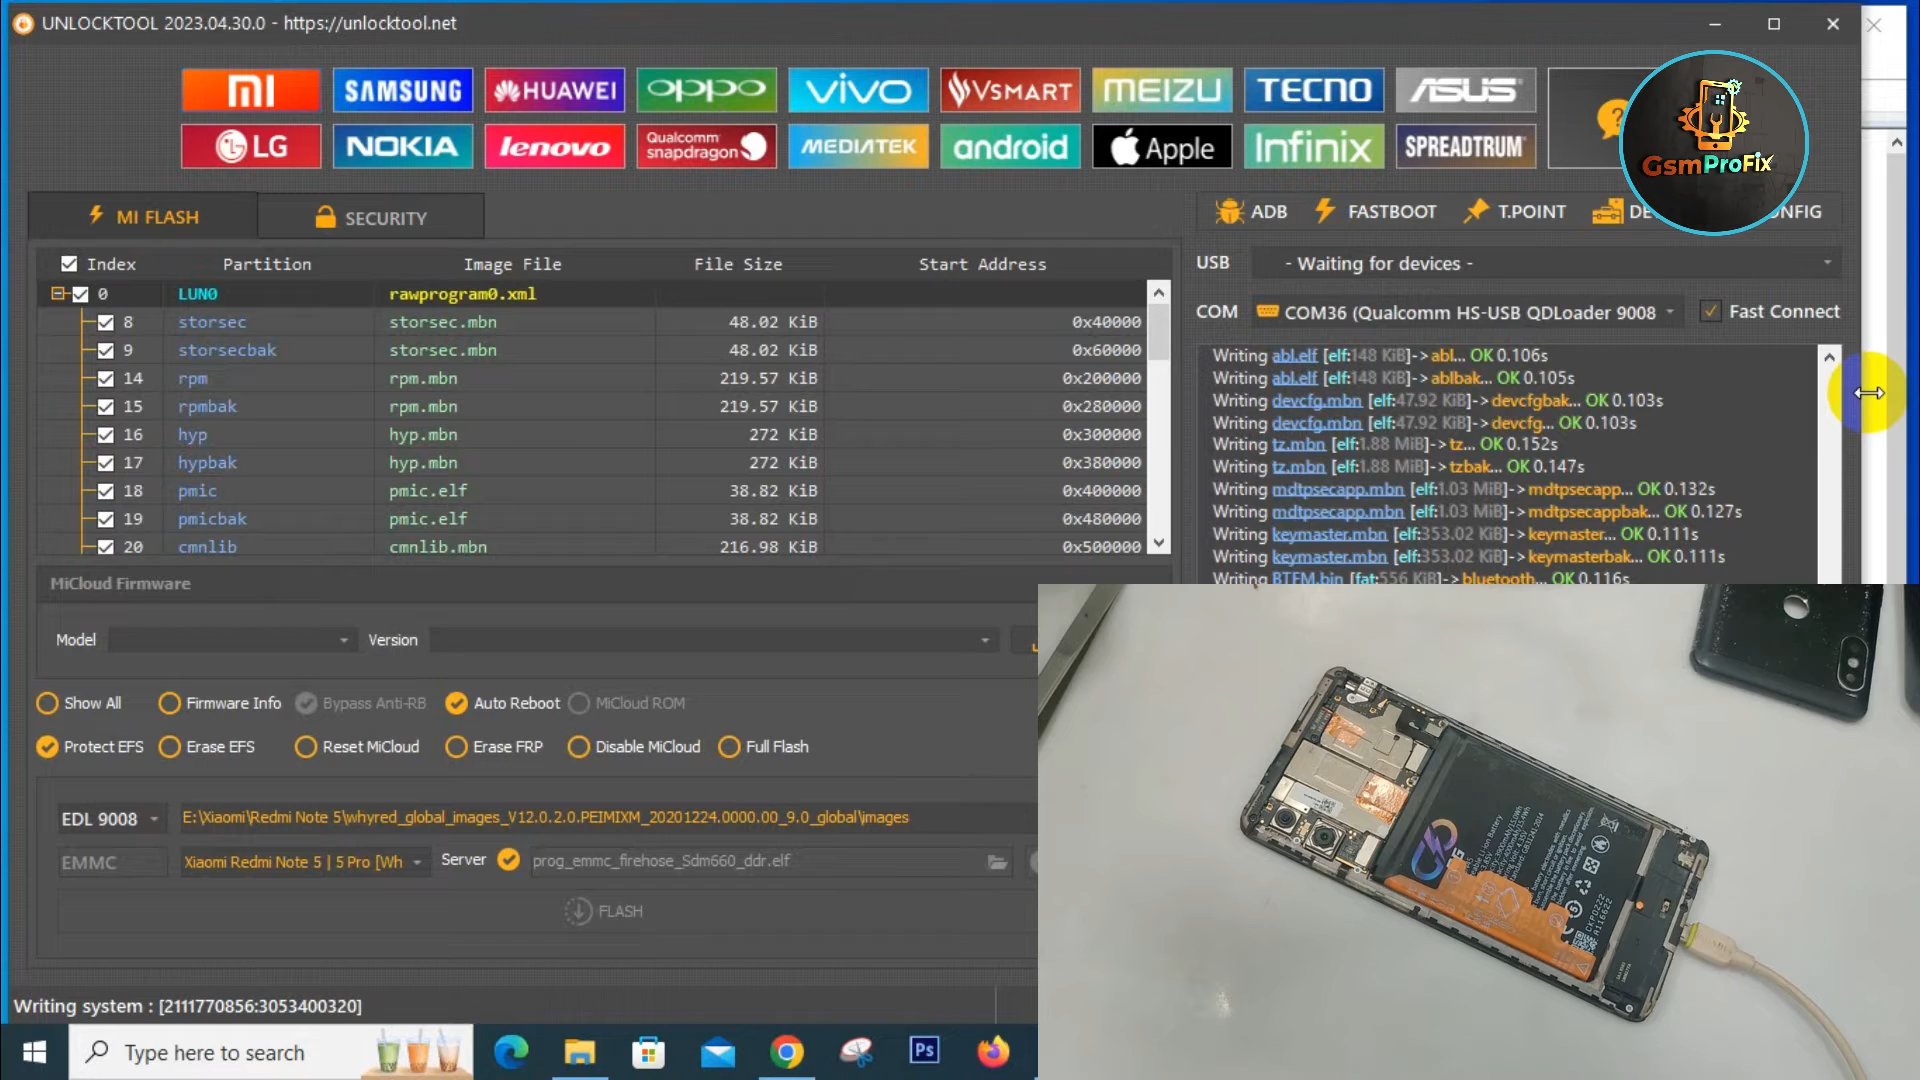 UNLOCKTOOL 2023.04.30.0 - https://unlocktool.net
MI SAMSUNG HUAWEI oppo vivo VSMART MEIZU TECNO ASUS ?
LG NOKIA lenovo Qualcomm snapdragon MEDIATEK android Apple Infinix SPREADTRUM
GsmProFix
MI FLASH SECURITY
ADB FASTBOOT T.POINT
Index Partition Image File File Size Start Address
0 LUN0 rawprogram0.xml
8 storsec storsec.mbn 48.02 KiB 0x40000
9 storsecbak storsec.mbn 48.02 KiB 0x60000
14 rpm rpm.mbn 219.57 KiB 0x200000
15 rpmbak rpm.mbn 219.57 KiB 0x280000
16 hyp hyp.mbn 272 KiB 0x300000
17 hypbak hyp.mbn 272 KiB 0x380000
18 pmic pmic.elf 38.82 KiB 0x400000
19 pmicbak pmic.elf 38.82 KiB 0x480000
20 cmnlib cmnlib.mbn 216.98 KiB 0x500000
USB - Waiting for devices -
COM COM36 (Qualcomm HS-USB QDLoader 9008 Fast Connect
Writing abl.elf [elf:148 KiB]->abl... OK 0.106s
Writing abl.elf [elf:148 KiB]->ablbak... OK 0.105s
Writing devcfg.mbn [elf:47.92 KiB]->devcfgbak... OK 0.103s
Writing devcfg.mbn [elf:47.92 KiB]->devcfg... OK 0.103s
Writing tz.mbn [elf:1.88 MiB]->tz... OK 0.152s
Writing tz.mbn [elf:1.88 MiB]->tzbak... OK 0.147s
Writing mdtpsecapp.mbn [elf:1.03 MiB]->mdtpsecapp... OK 0.132s
Writing mdtpsecapp.mbn [elf:1.03 MiB]->mdtpsecappbak... OK 0.127s
Writing keymaster.mbn [elf:353.02 KiB]->keymaster... OK 0.111s
Writing keymaster.mbn [elf:353.02 KiB]->keymasterbak... OK 0.111s
Writing BTFM.bin [fat:556 KiB]->bluetooth... OK 0.116s
MiCloud Firmware
Model Version
Show All Firmware Info Bypass Anti-RB Auto Reboot MiCloud ROM
Protect EFS Erase EFS Reset MiCloud Erase FRP Disable MiCloud Full Flash
EDL 9008 E:\Xiaomi\Redmi Note 5\whyred_global_images_V12.0.2.0.PEIMIXM_20201224.0000.00_9.0_global\images
EMMC Xiaomi Redmi Note 5 | 5 Pro [Wh Server prog_emmc_firehose_Sdm660_ddr.elf
FLASH
Writing system : [2111770856:3053400320]
Type here to search
Ps
CKP0222
A116622